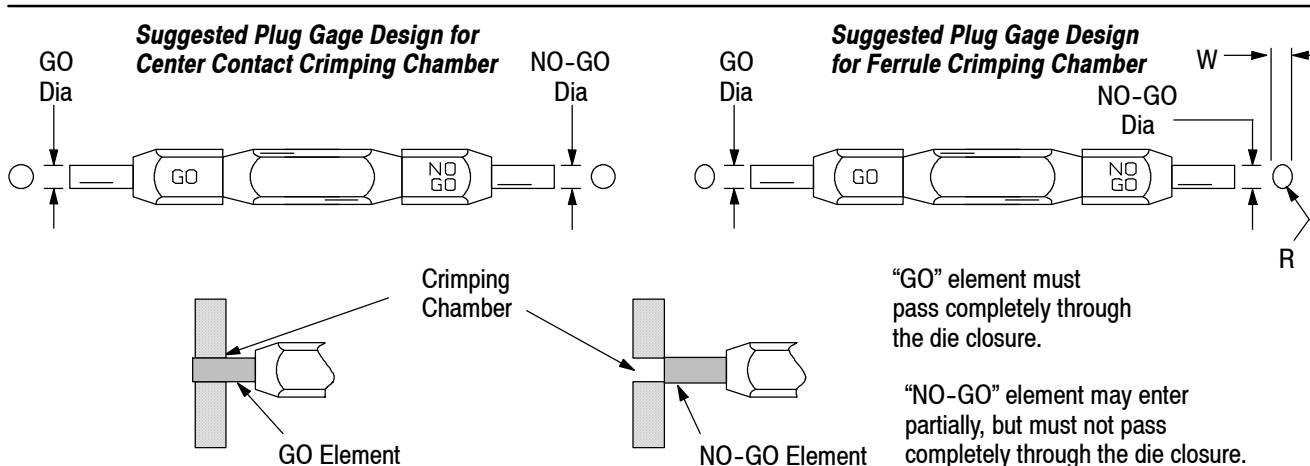 Suggested Plug Gage Design for
Center Contact Crimping Chamber
GO
Dia
NO-GO
Dia
GO
NO
GO
Suggested Plug Gage Design
for Ferrule Crimping Chamber
GO
Dia
W
NO-GO
Dia
GO
NO
GO
R
Crimping
Chamber
GO Element
NO-GO Element
“GO” element must
pass completely through
the die closure.
“NO-GO” element may enter
partially, but must not pass
completely through the die closure.